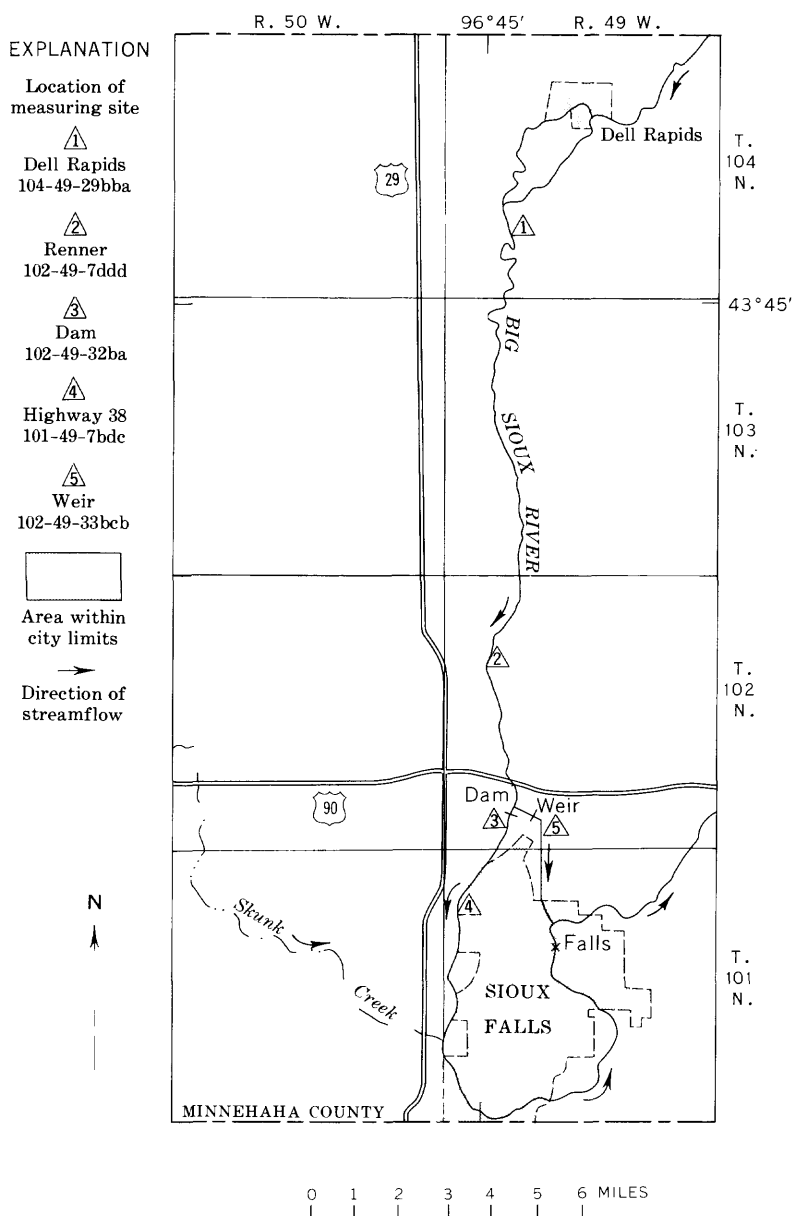 R. 50 W.
96°45′
R. 49 W.
EXPLANATION
Location of
measuring site
1
Dell Rapids
104-49-29bba
2
Renner
102-49-7ddd
3
Dam
102-49-32ba
4
Highway 38
101-49-7bdc
5
Weir
102-49-33bcb
Area within
city limits
Direction of
streamflow
N
Dell Rapids
T.
104
N.
29
1
43°45′
BIG
SIOUX
RIVER
T.
103
N.
2
T.
102
N.
90
Dam
Weir
3
5
4
Skunk
Creek
Falls
SIOUX
FALLS
T.
101
N.
MINNEHAHA COUNTY
0 1 2 3 4 5 6 MILES